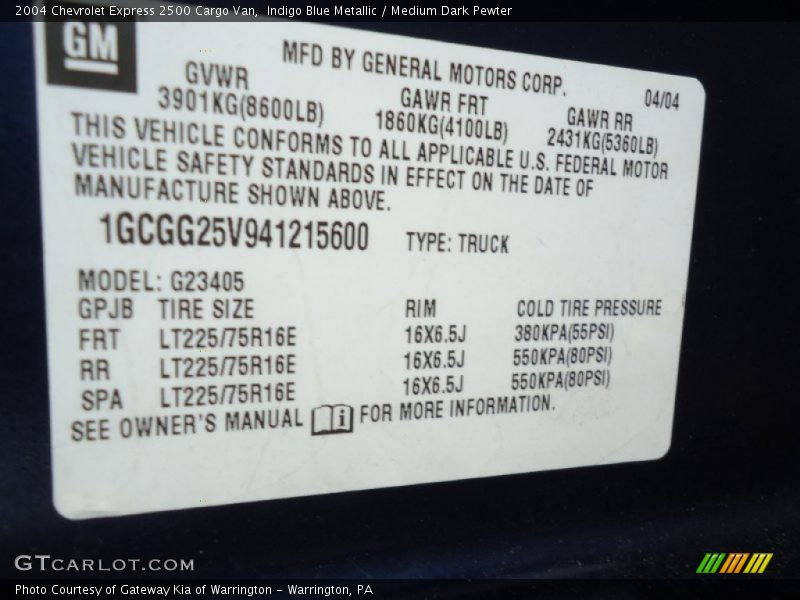 2004 Chevrolet Express 2500 Cargo Van, Indigo Blue Metallic / Medium Dark Pewter
GM
MFD BY GENERAL MOTORS CORP.
04/04
GVWR GAWR FRT GAWR RR
3901KG(8600LB) 1860KG(4100LB) 2431KG(5360LB)
THIS VEHICLE CONFORMS TO ALL APPLICABLE U.S. FEDERAL MOTOR
VEHICLE SAFETY STANDARDS IN EFFECT ON THE DATE OF
MANUFACTURE SHOWN ABOVE.
1GCGG25V941215600 TYPE: TRUCK
MODEL: G23405
GPJB TIRE SIZE RIM COLD TIRE PRESSURE
FRT LT225/75R16E 16X6.5J 380KPA(55PSI)
RR LT225/75R16E 16X6.5J 550KPA(80PSI)
SPA LT225/75R16E 16X6.5J 550KPA(80PSI)
SEE OWNER'S MANUAL i FOR MORE INFORMATION.
GTCARLOT.COM
Photo Courtesy of Gateway Kia of Warrington - Warrington, PA